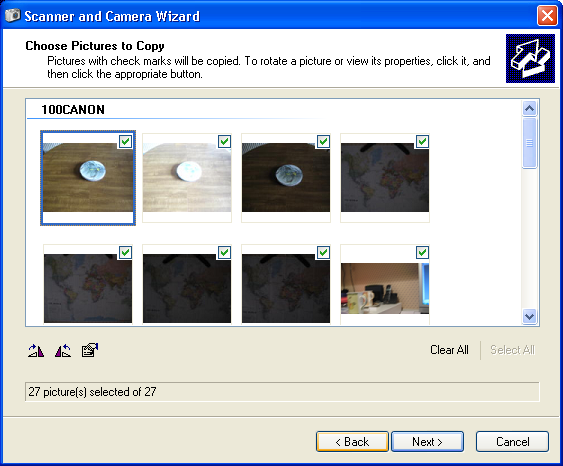 Scanner and Camera Wizard
Choose Pictures to Copy
Pictures with check marks will be copied. To rotate a picture or view its properties, click it, and
then click the appropriate button.
100CANON
Clear All
Select All
27 picture(s) selected of 27
< Back
Next >
Cancel